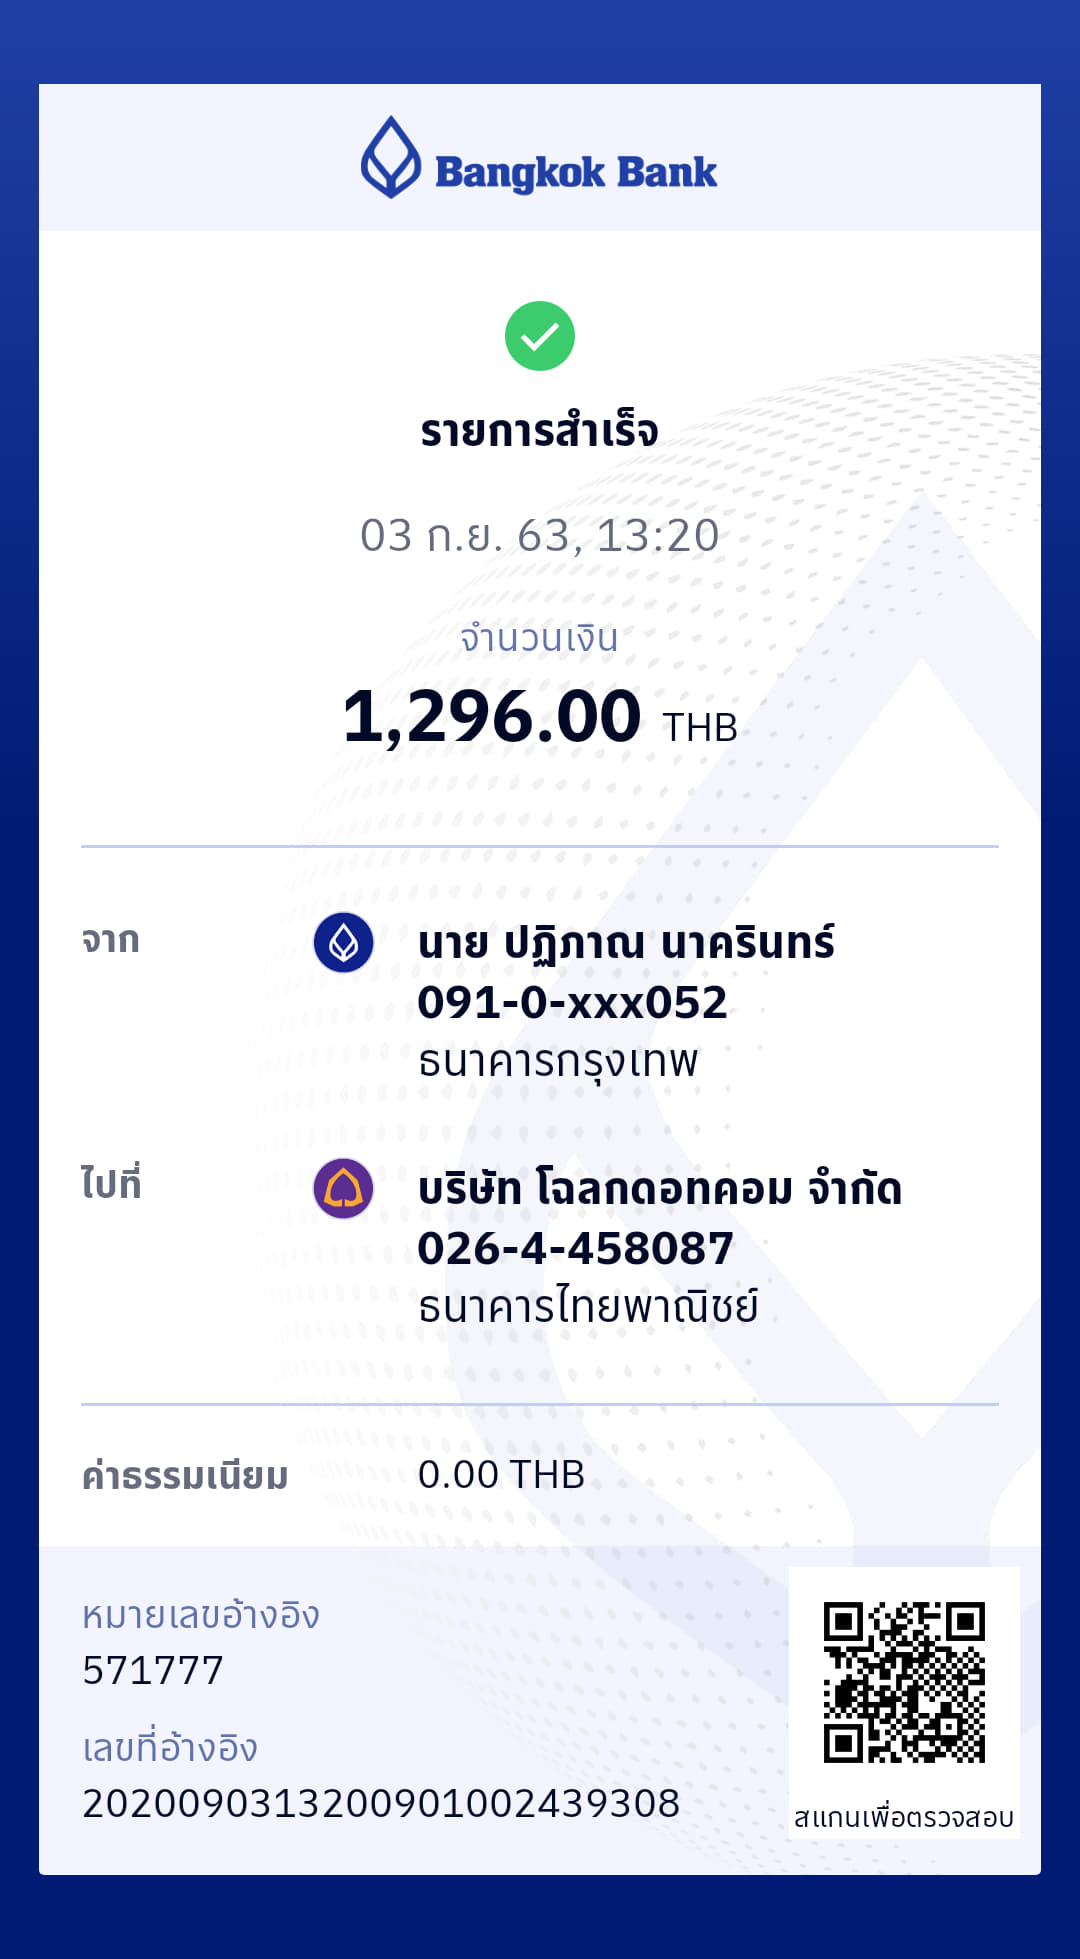 Bangkok Bank
รายการสำเร็จ
03 ก.ย. 63, 13:20
จำนวนเงิน
1,296.00 THB
จาก
นาย ปฏิภาณ นาครินทร์
091-0-xxx052
ธนาคารกรุงเทพ
ไปที่
บริษัท โฉลกดอทคอม จำกัด
026-4-458087
ธนาคารไทยพาณิชย์
ค่าธรรมเนียม 0.00 THB
หมายเลขอ้างอิง
571777
เลขที่อ้างอิง
2020090313200901002439308
สแกนเพื่อตรวจสอบ